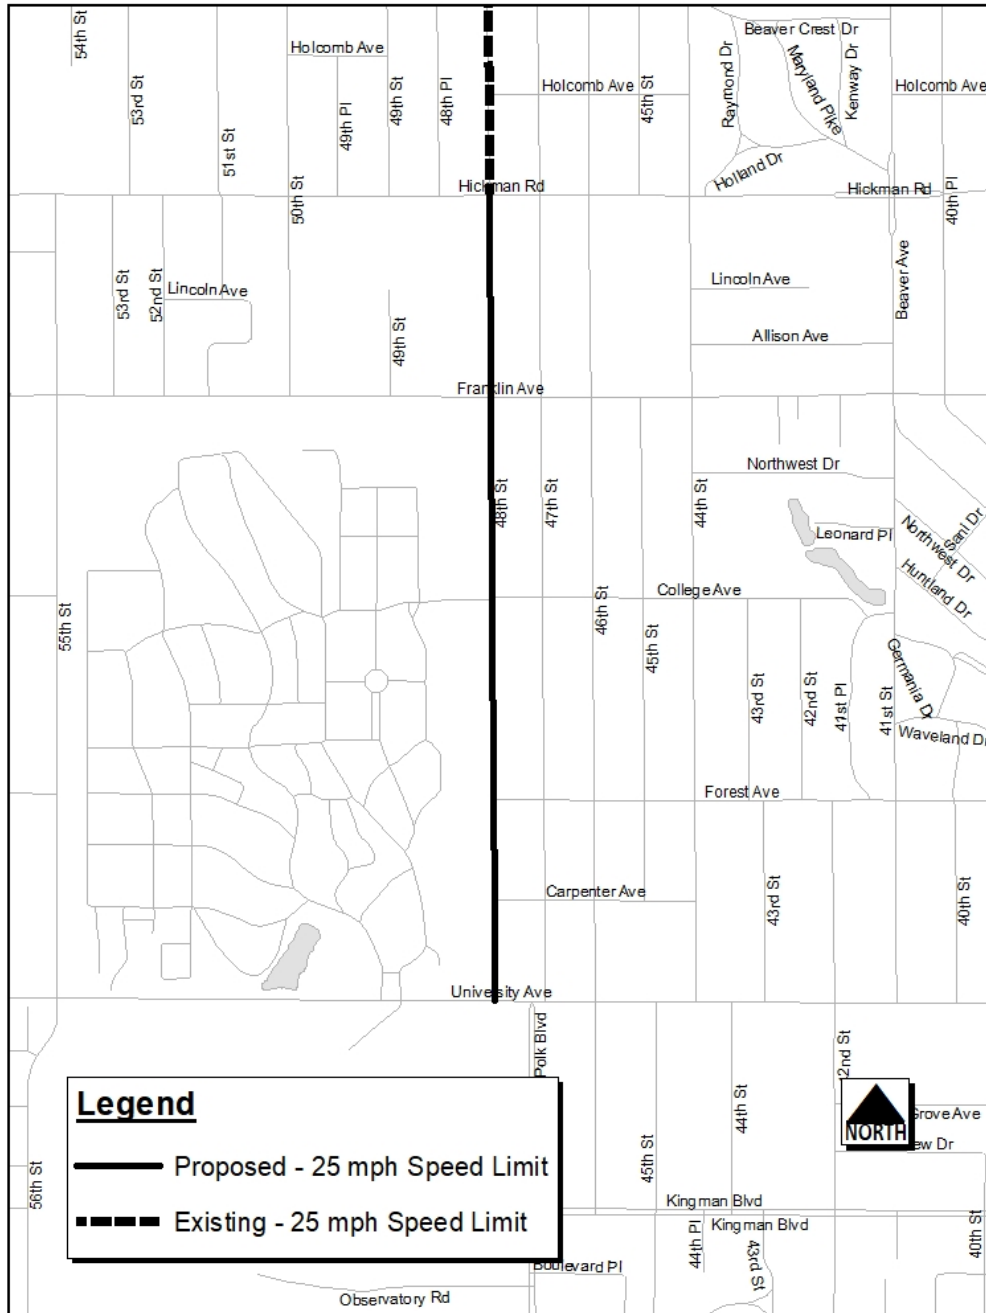 54th St
Beaver Crest Dr
Holcomb Ave
53rd St
49th Pl
49th St
48th Pl
Holcomb Ave
45th St
Raymond Dr
Maryland Pike
Kenway Dr
Holcomb Ave
51st St
Holland Dr
50th St
Hickman Rd
Hickman Rd
40th Pl
53rd St
52nd St
Lincoln Ave
Lincoln Ave
Beaver Ave
49th St
Allison Ave
Franklin Ave
Northwest Dr
48th St
47th St
44th St
Leonard Pl
Northwest Dr
Sani Dr
Huntland Dr
College Ave
55th St
46th St
45th St
43rd St
42nd St
41st Pl
41st St
Germania Dr
Waveland Dr
Forest Ave
Carpenter Ave
43rd St
40th St
University Ave
Polk Blvd
2nd St
44th St
Legend
NORTH
Grove Ave
ew Dr
Proposed - 25 mph Speed Limit
45th St
56th St
Existing - 25 mph Speed Limit
Kingman Blvd
Kingman Blvd
44th Pl
43rd St
40th St
Boulevard Pl
Observatory Rd